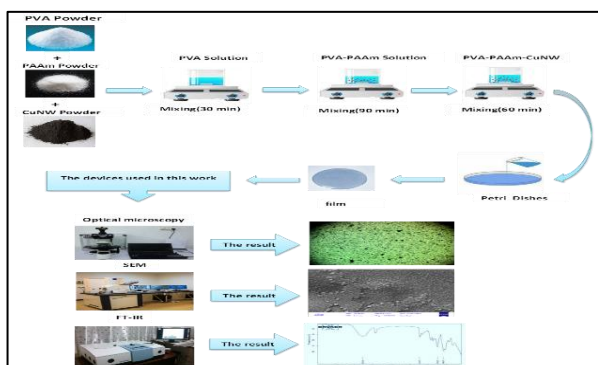 PVA Powder
+
PAAm Powder
+
CuNW Powder
PVA Solution
Mixing(30 min)
PVA-PAAm Solution
Mixing(90 min)
PVA-PAAm-CuNW
Mixing(60 min)
Petri Dishes
film
The devices used in this work
Optical microscopy
The result
SEM
The result
FT-IR
The result